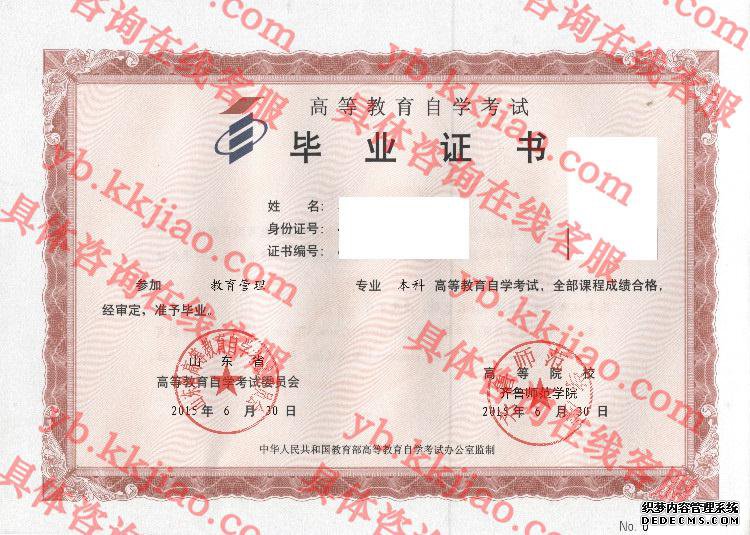 高等教育自学考试
毕业证书
姓 名:
身份证号:
证书编号:
参加 教育管理 专业 本科 高等教育自学考试，全部课程成绩合格，
经审定，准予毕业.
山东省
高等教育自学考试委员会
2015年 6 月 30 日
高等院校
齐鲁师范学院
2015年 6 月 30 日
中华人民共和国教育部高等教育自学考试办公室监制
No. 0
具体咨询在线客服
yb.kkjiao.com
织梦内容管理系统
DEDECMS.COM